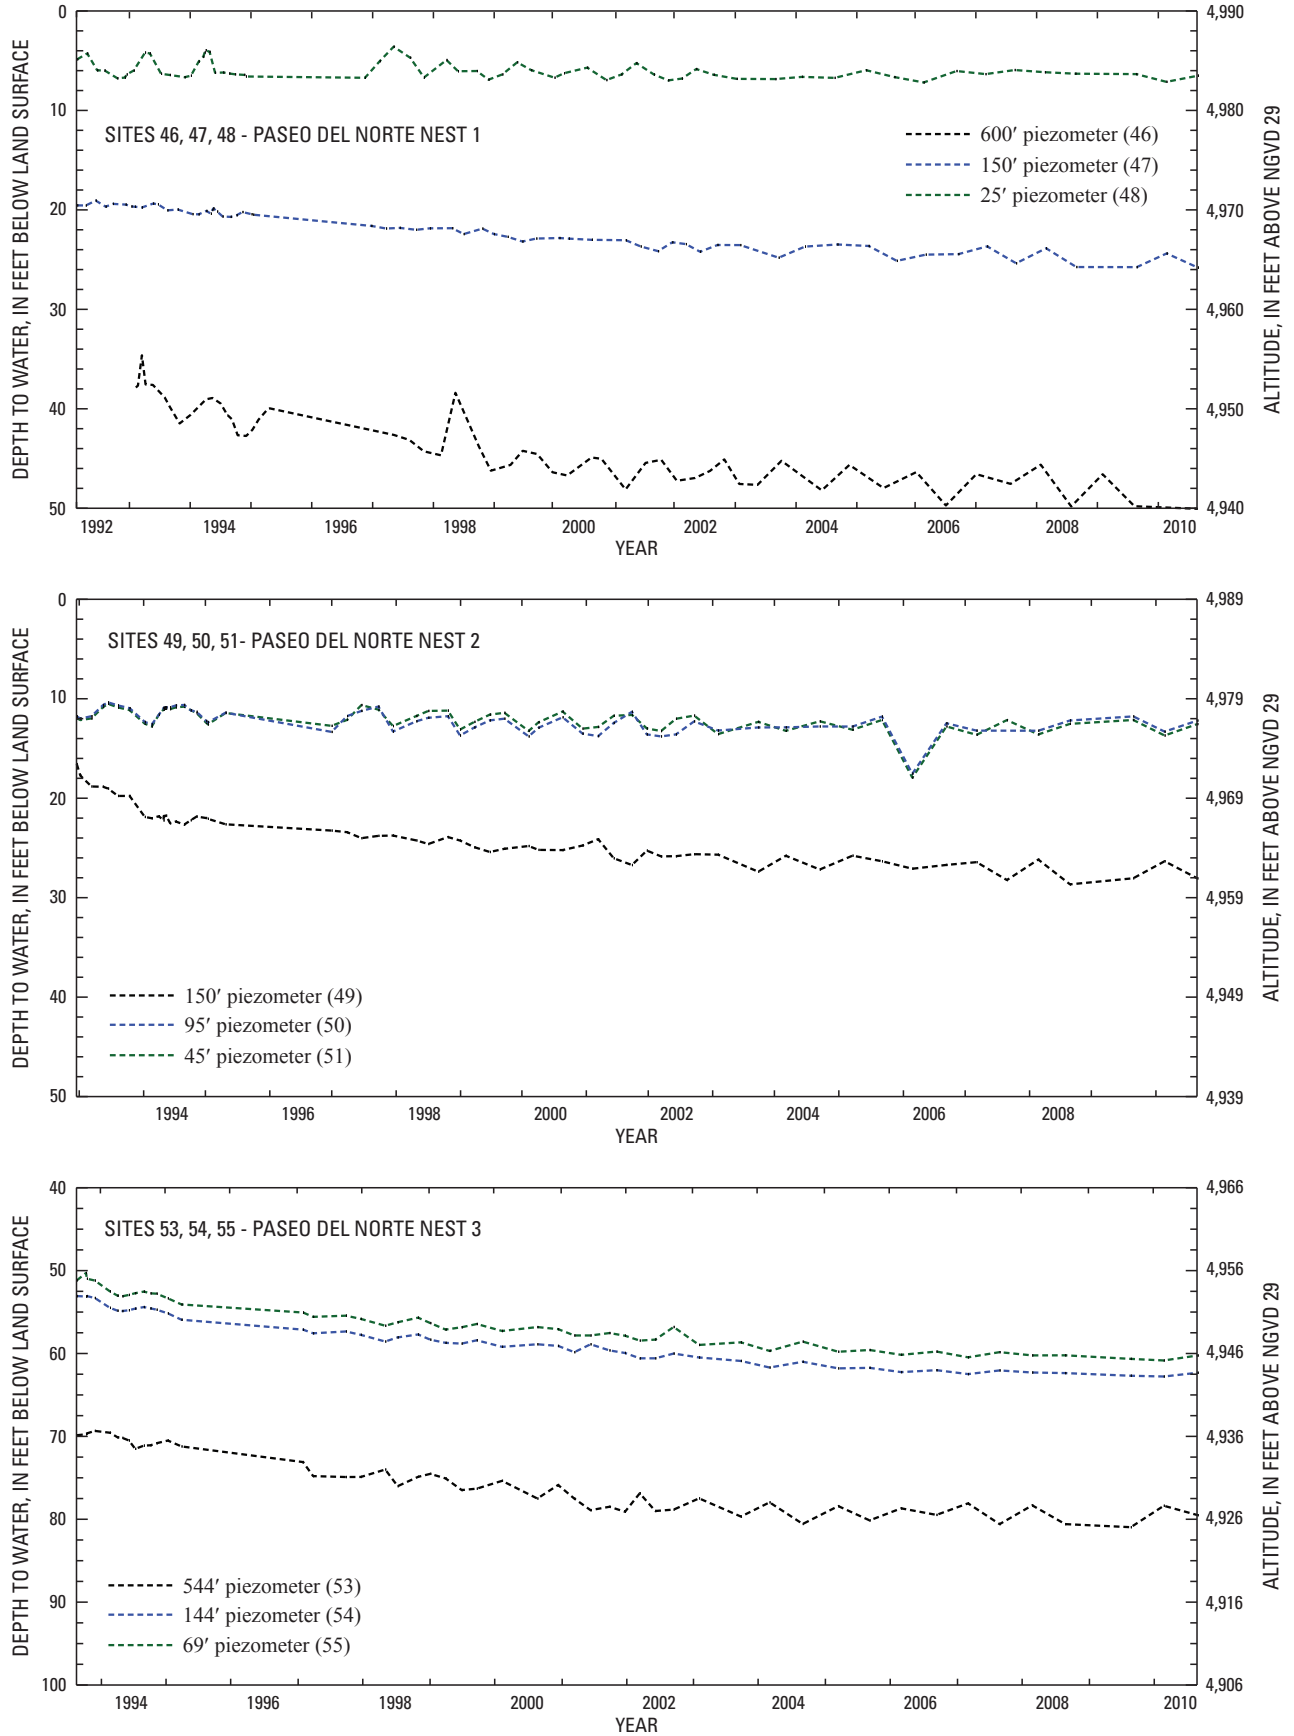 DEPTH TO WATER, IN FEET BELOW LAND SURFACE
0
10
20
30
40
50
SITES 46, 47, 48 - PASEO DEL NORTE NEST 1
600′ piezometer (46)
150′ piezometer (47)
25′ piezometer (48)
4,990
4,980
4,970
4,960
4,950
4,940
ALTITUDE, IN FEET ABOVE NGVD 29
1992 1994 1996 1998 2000 2002 2004 2006 2008 2010
YEAR
DEPTH TO WATER, IN FEET BELOW LAND SURFACE
0
10
20
30
40
50
SITES 49, 50, 51- PASEO DEL NORTE NEST 2
150′ piezometer (49)
95′ piezometer (50)
45′ piezometer (51)
4,989
4,979
4,969
4,959
4,949
4,939
ALTITUDE, IN FEET ABOVE NGVD 29
1994 1996 1998 2000 2002 2004 2006 2008
YEAR
DEPTH TO WATER, IN FEET BELOW LAND SURFACE
40
50
60
70
80
90
100
SITES 53, 54, 55 - PASEO DEL NORTE NEST 3
544′ piezometer (53)
144′ piezometer (54)
69′ piezometer (55)
4,966
4,956
4,946
4,936
4,926
4,916
4,906
ALTITUDE, IN FEET ABOVE NGVD 29
1994 1996 1998 2000 2002 2004 2006 2008 2010
YEAR